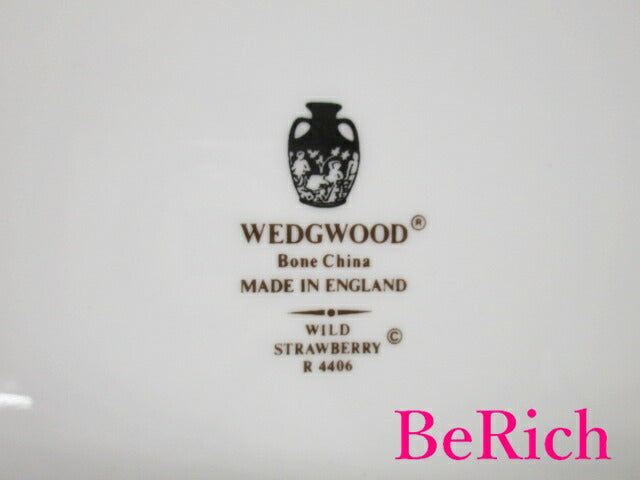 WEDGWOOD®
Bone China
MADE IN ENGLAND
WILD
STRAWBERRY ©
R 4406
BeRich